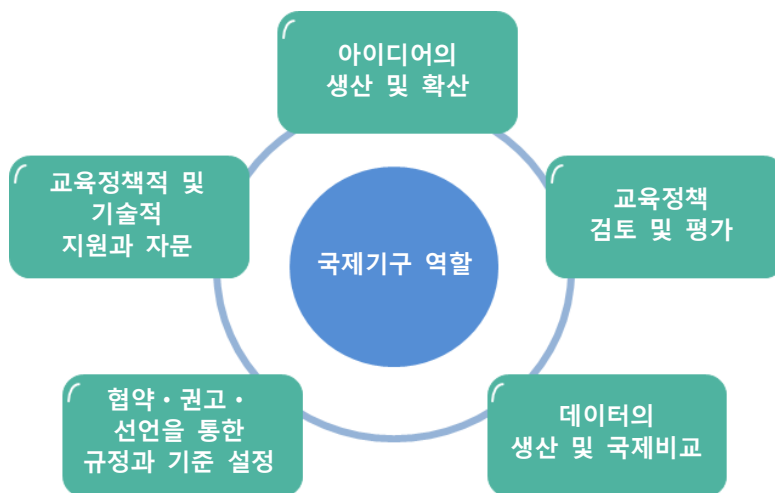 아이디어의
생산 및 확산
교육정책적 및
기술적
지원과 자문
교육정책
검토 및 평가
국제기구 역할
협약·권고·
선언을 통한
규정과 기준 설정
데이터의
생산 및 국제비교